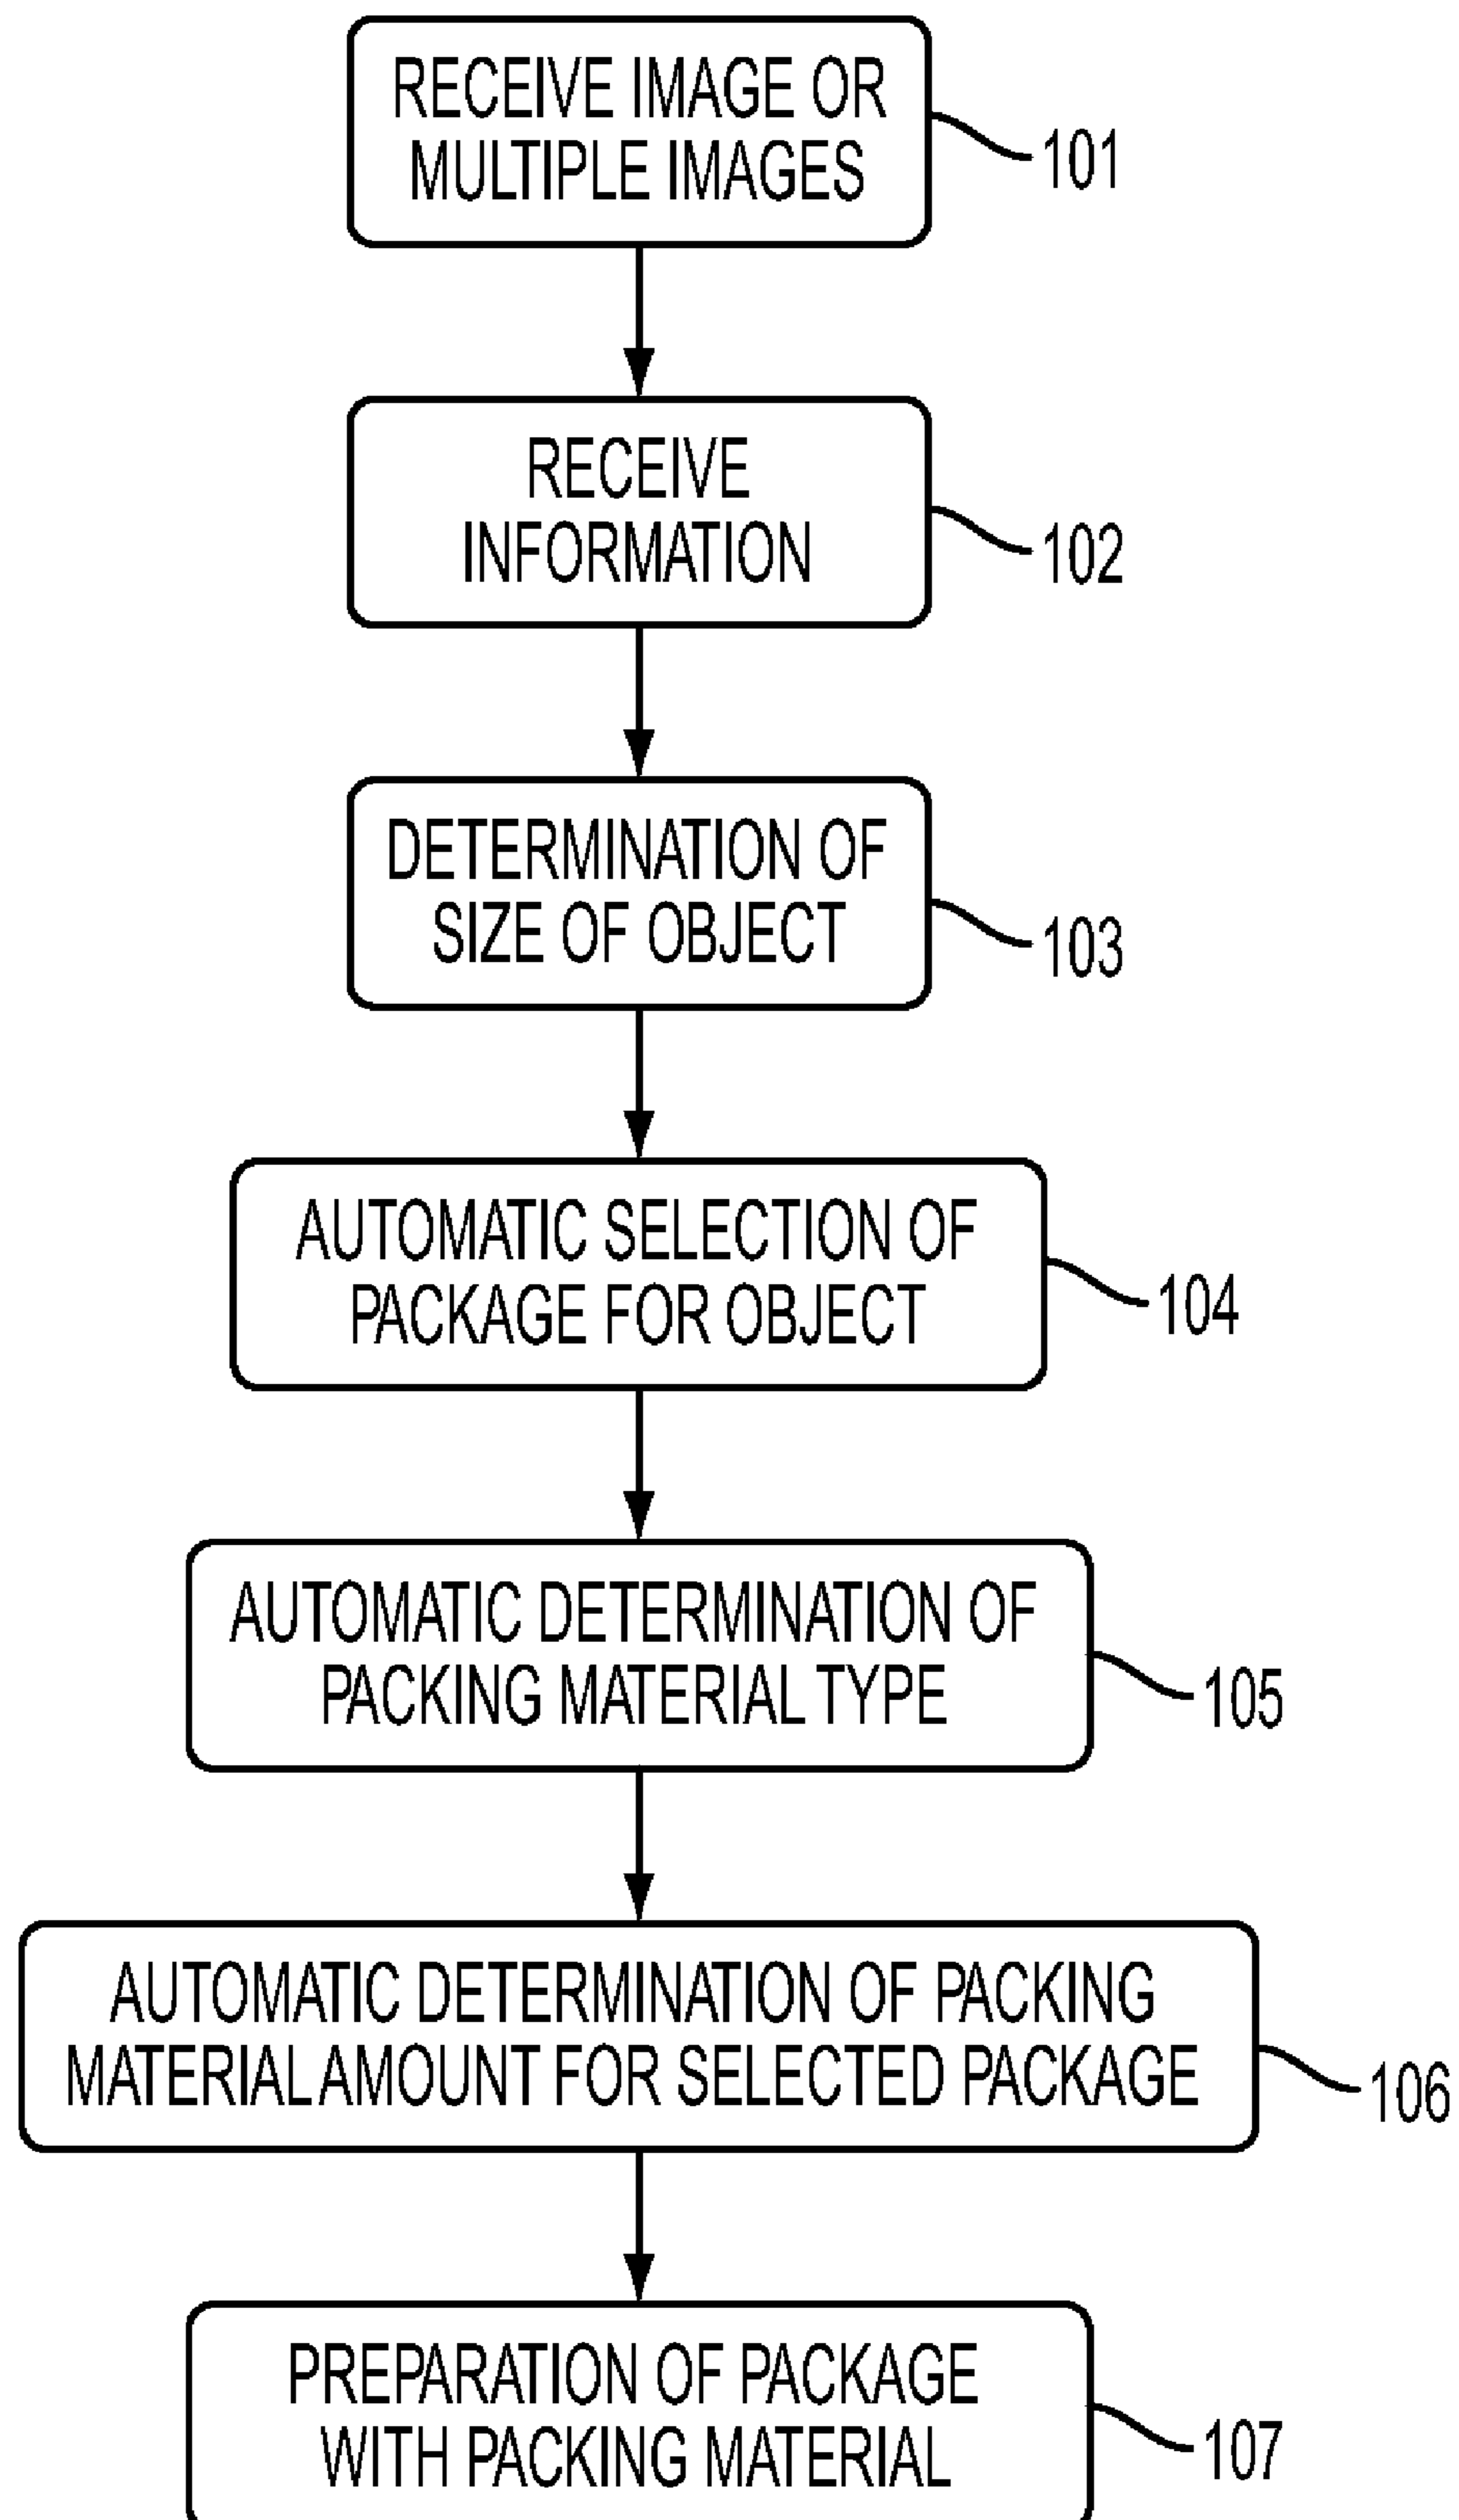 RECEIVE IMAGE OR
MULTIPLE IMAGES
101
RECEIVE
INFORMATION
102
DETERMINATION OF
SIZE OF OBJECT
103
AUTOMATIC SELECTION OF
PACKAGE FOR OBJECT
104
AUTOMATIC DETERMINATION OF
PACKING MATERIAL TYPE
105
AUTOMATIC DETERMINATION OF PACKING
MATERIAL AMOUNT FOR SELECTED PACKAGE
106
PREPARATION OF PACKAGE
WITH PACKING MATERIAL
107